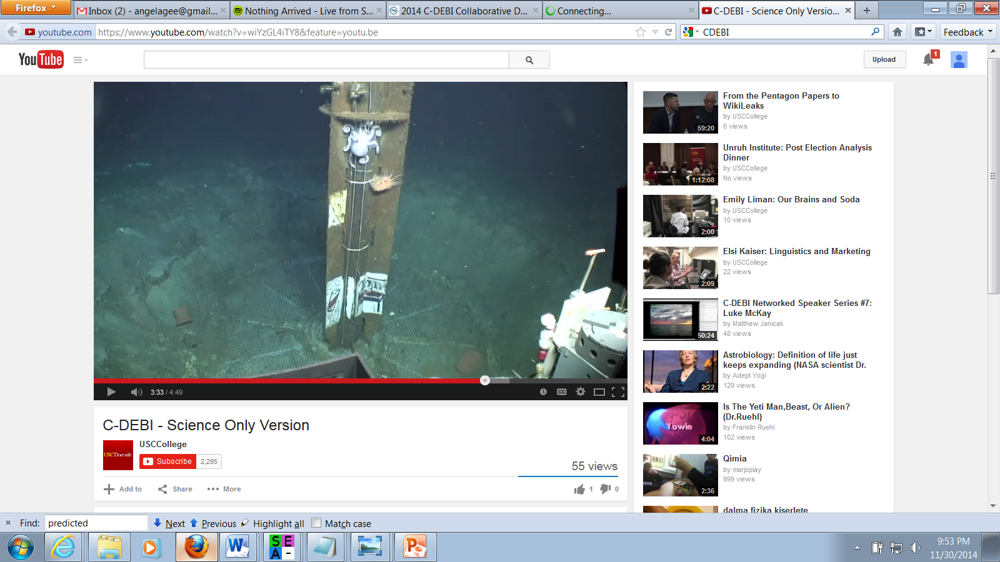 Firefox
Inbox (2) - angelagee@gmail...
Nothing Arrived - Live from S...
2014 C-DEBI Collaborative D...
Connecting...
C-DEBI - Science Only Versio...
youtube.com
https://www.youtube.com/watch?v=wiYzGL4iTY8&feature=youtu.be
CDEBI
Feedback
YouTube
Upload
1
From the Pentagon Papers to
WikiLeaks
by USCCollege
6 views
59:20
Unruh Institute: Post Election Analysis
Dinner
by USCCollege
No views
1:12:08
Emily Liman: Our Brains and Soda
by USCCollege
10 views
2:00
Elsi Kaiser: Linguistics and Marketing
by USCCollege
22 views
2:09
C-DEBI Networked Speaker Series #7:
Luke McKay
by Matthew Janicak
48 views
50:24
Astrobiology: Definition of life just
keeps expanding (NASA scientist Dr.
by Adept Yogi
129 views
2:22
Is The Yeti Man,Beast, Or Alien?
(Dr.Ruehl)
by Franklin Ruehl
102 views
Yowie
4:04
Qimia
by marjoplay
999 views
2:36
dalma fizika kiserlete
3:33 / 4:49
CC
C-DEBI - Science Only Version
USC Dornsife
USCCollege
Subscribe
2,295
55 views
Add to
Share
More
1
0
Find:
predicted
Next
Previous
Highlight all
Match case
SE
A-
9:53 PM
11/30/2014